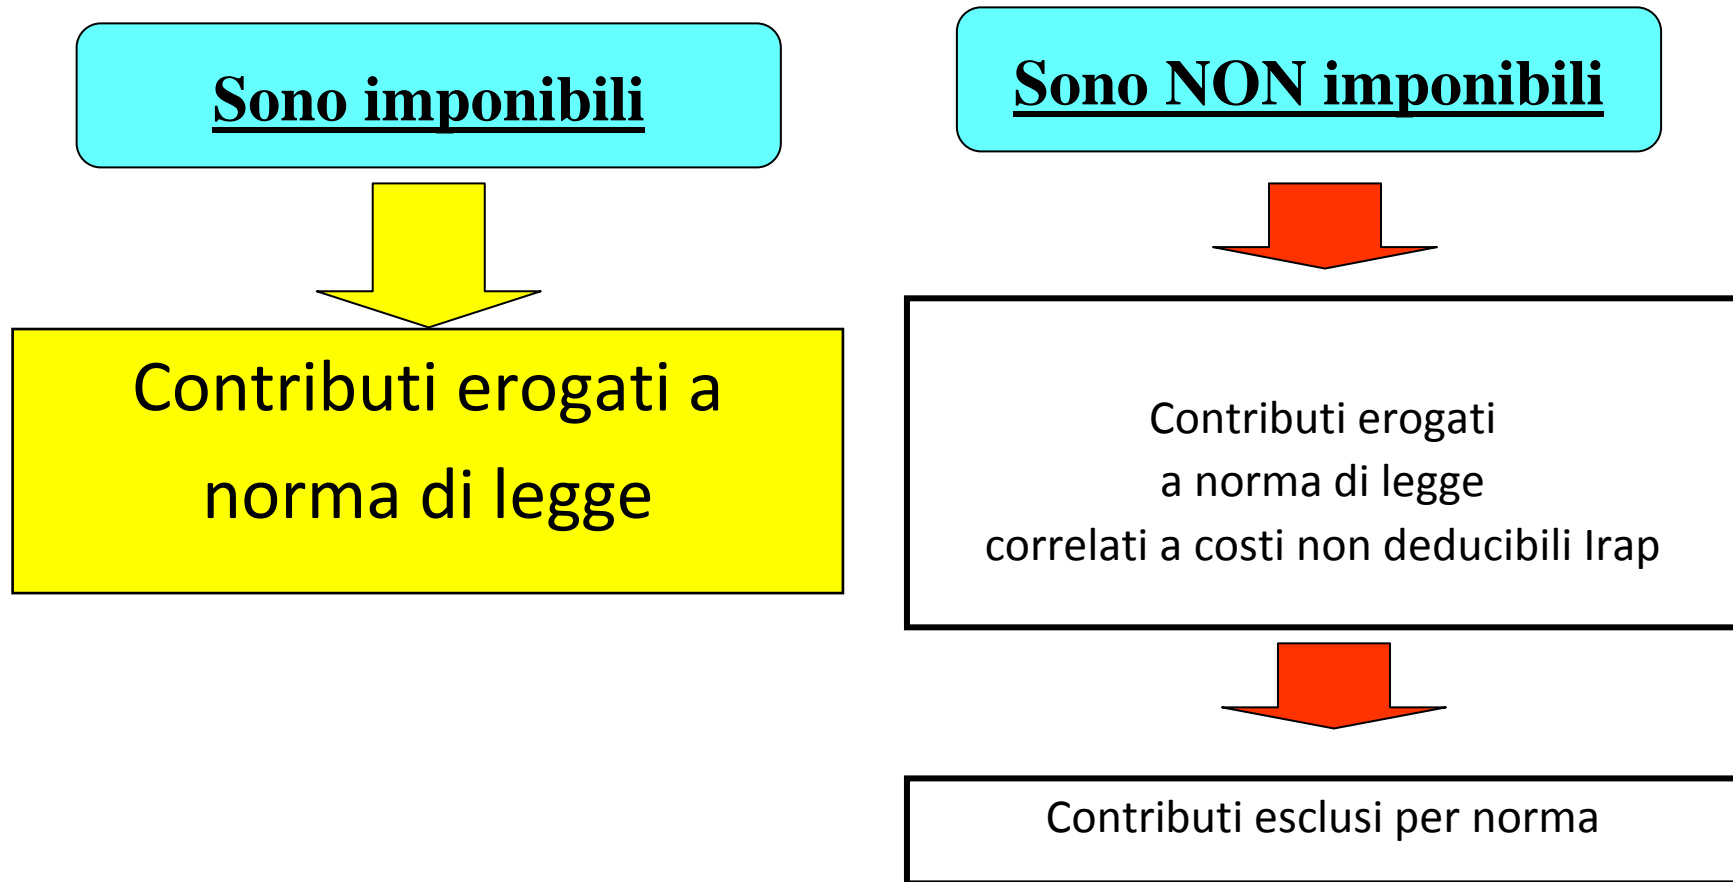 Sono imponibili
Contributi erogati a
norma di legge
Sono NON imponibili
Contributi erogati
a norma di legge
correlati a costi non deducibili Irap
Contributi esclusi per norma